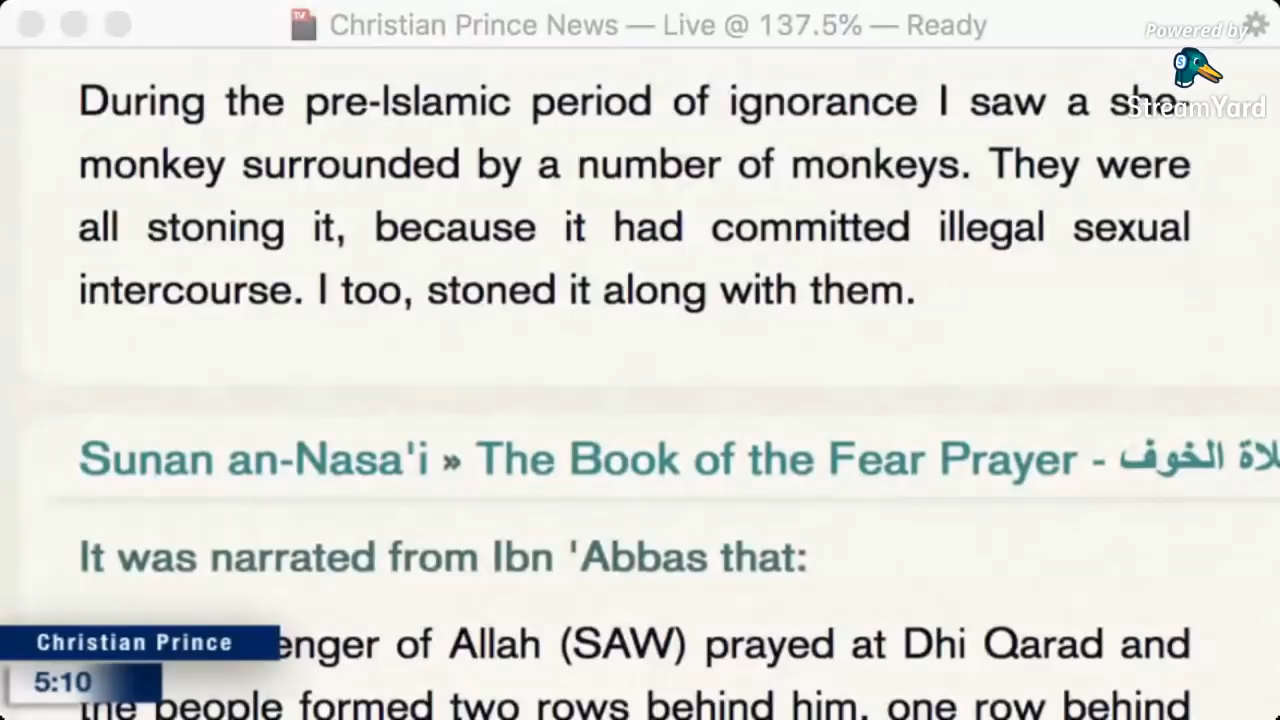 Christian Prince News — Live @ 137.5% — Ready
Powered by
StreamYard
During the pre-Islamic period of ignorance I saw a she-
monkey surrounded by a number of monkeys. They were
all stoning it, because it had committed illegal sexual
intercourse. I too, stoned it along with them.
Sunan an-Nasa'i » The Book of the Fear Prayer - صلاة الخوف
It was narrated from Ibn 'Abbas that:
enger of Allah (SAW) prayed at Dhi Qarad and
the people formed two rows behind him, one row behind
Christian Prince
5:10